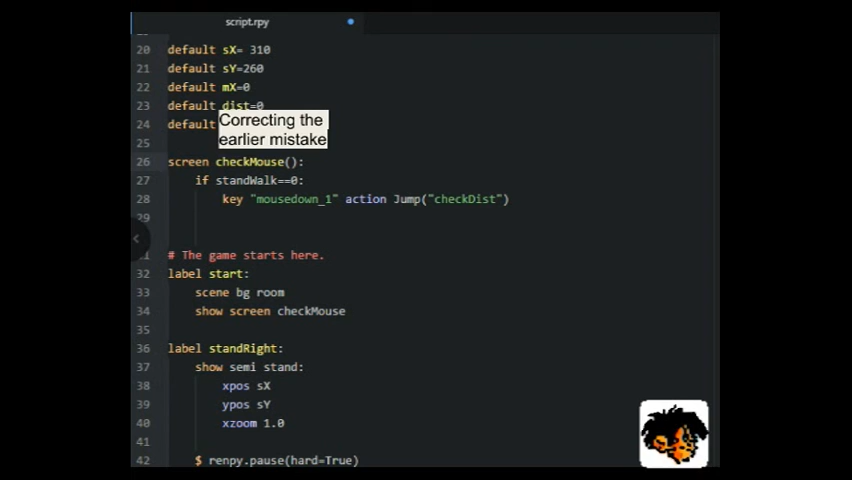 script.rpy
20 default sX= 310
21 default sY=260
22 default mX=0
23 default dist=0
24 default
Correcting the
earlier mistake
25
26 screen checkMouse():
27 if standWalk==0:
28 key "mousedown_1" action Jump("checkDist")
29
# The game starts here.
32 label start:
33 scene bg room
34 show screen checkMouse
35
36 label standRight:
37 show semi stand:
38 xpos sX
39 ypos sY
40 xzoom 1.0
41
42 $ renpy.pause(hard=True)